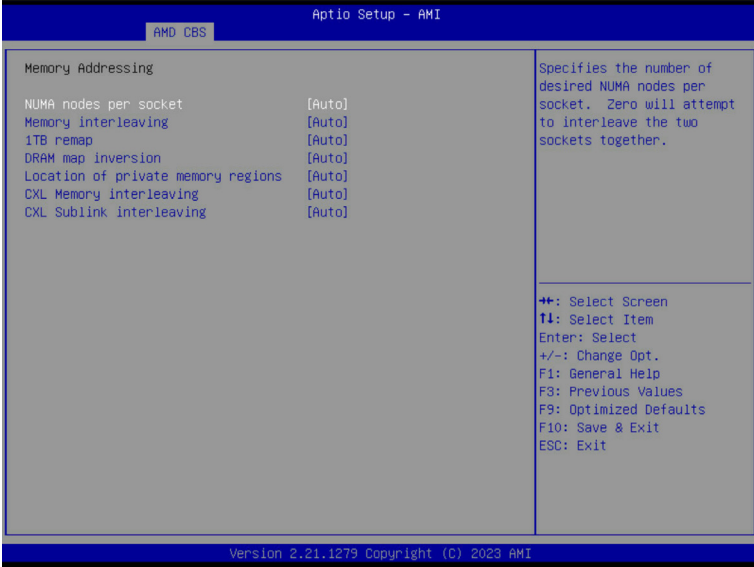 Aptio Setup – AMI
AMD CBS
Memory Addressing
NUMA nodes per socket [Auto]
Memory interleaving [Auto]
1TB remap [Auto]
DRAM map inversion [Auto]
Location of private memory regions [Auto]
CXL Memory interleaving [Auto]
CXL Sublink interleaving [Auto]
Specifies the number of
desired NUMA nodes per
socket. Zero will attempt
to interleave the two
sockets together.
→←: Select Screen
↑↓: Select Item
Enter: Select
+/-: Change Opt.
F1: General Help
F3: Previous Values
F9: Optimized Defaults
F10: Save & Exit
ESC: Exit
Version 2.21.1279 Copyright (C) 2023 AMI